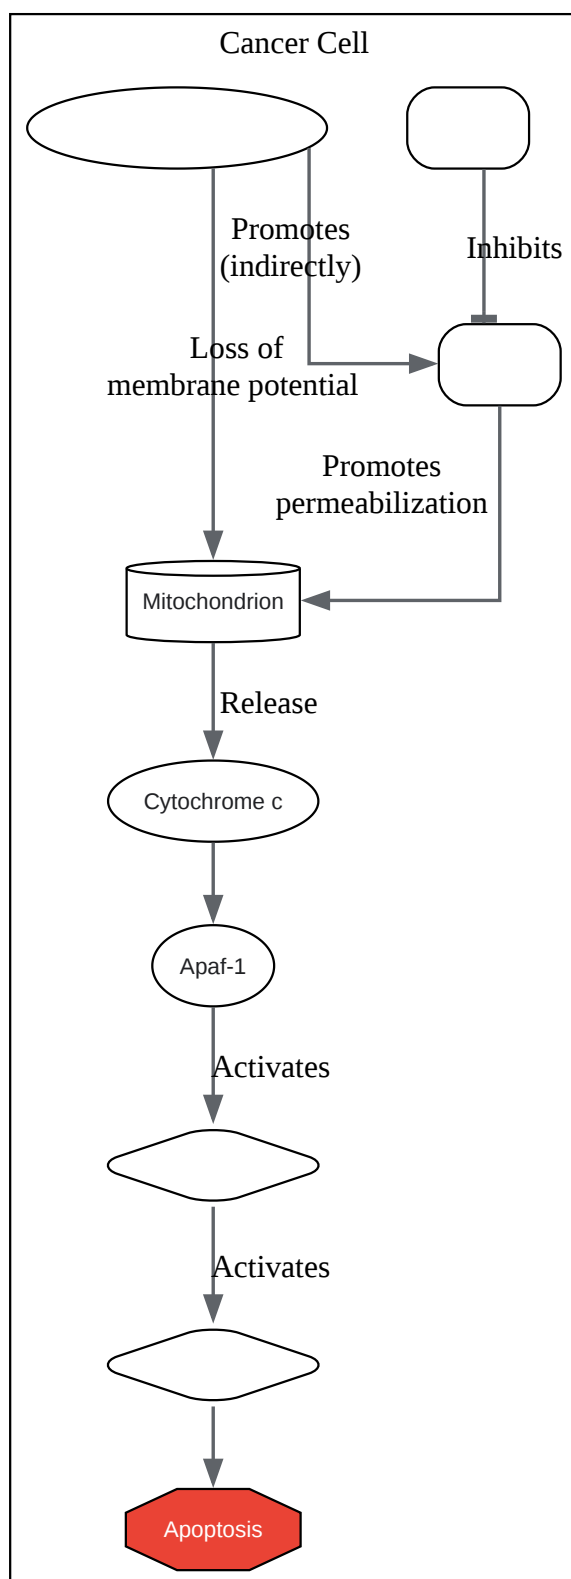 Cancer Cell
Promotes
(indirectly)
Inhibits
Loss of
membrane potential
Promotes
permeabilization
Mitochondrion
Release
Cytochrome c
Apaf-1
Activates
Activates
Apoptosis